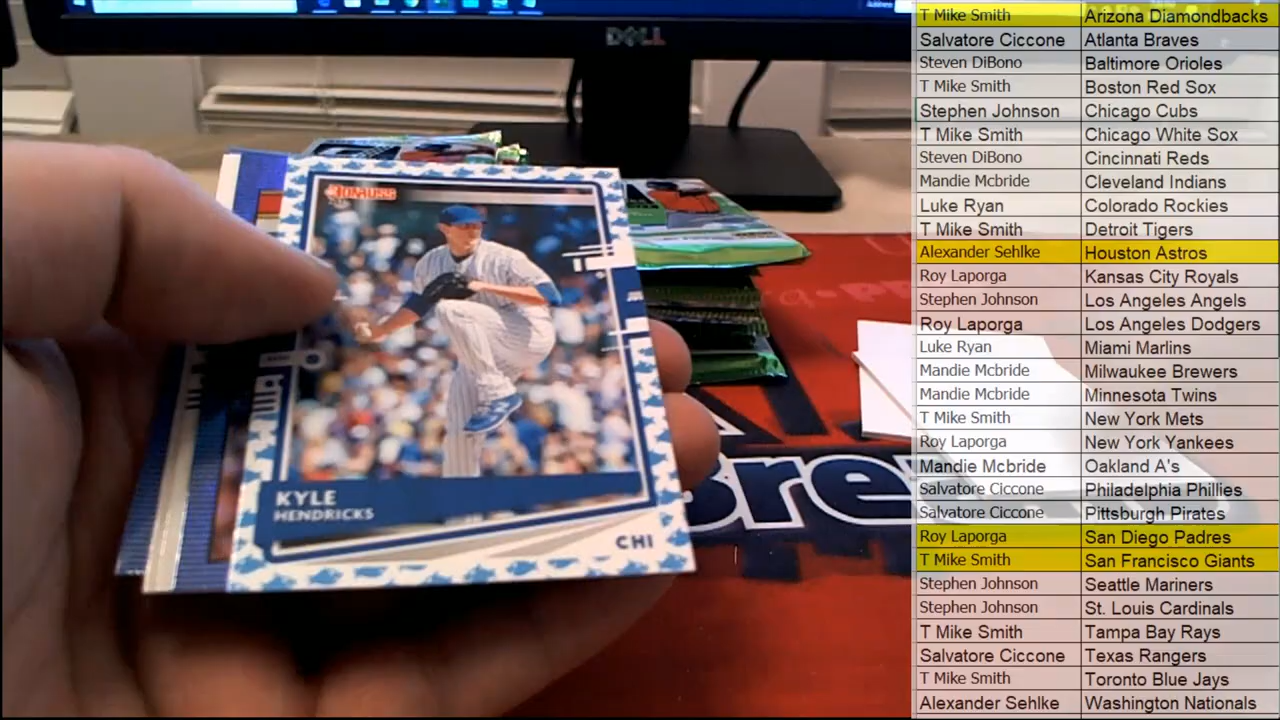 DELL
DONRUSS
KYLE
HENDRICKS
CHI
Bre
T Mike Smith Arizona Diamondbacks
Salvatore Ciccone Atlanta Braves
Steven DiBono Baltimore Orioles
T Mike Smith Boston Red Sox
Stephen Johnson Chicago Cubs
T Mike Smith Chicago White Sox
Steven DiBono Cincinnati Reds
Mandie Mcbride Cleveland Indians
Luke Ryan Colorado Rockies
T Mike Smith Detroit Tigers
Alexander Sehlke Houston Astros
Roy Laporga Kansas City Royals
Stephen Johnson Los Angeles Angels
Roy Laporga Los Angeles Dodgers
Luke Ryan Miami Marlins
Mandie Mcbride Milwaukee Brewers
Mandie Mcbride Minnesota Twins
T Mike Smith New York Mets
Roy Laporga New York Yankees
Mandie Mcbride Oakland A's
Salvatore Ciccone Philadelphia Phillies
Salvatore Ciccone Pittsburgh Pirates
Roy Laporga San Diego Padres
T Mike Smith San Francisco Giants
Stephen Johnson Seattle Mariners
Stephen Johnson St. Louis Cardinals
T Mike Smith Tampa Bay Rays
Salvatore Ciccone Texas Rangers
T Mike Smith Toronto Blue Jays
Alexander Sehlke Washington Nationals